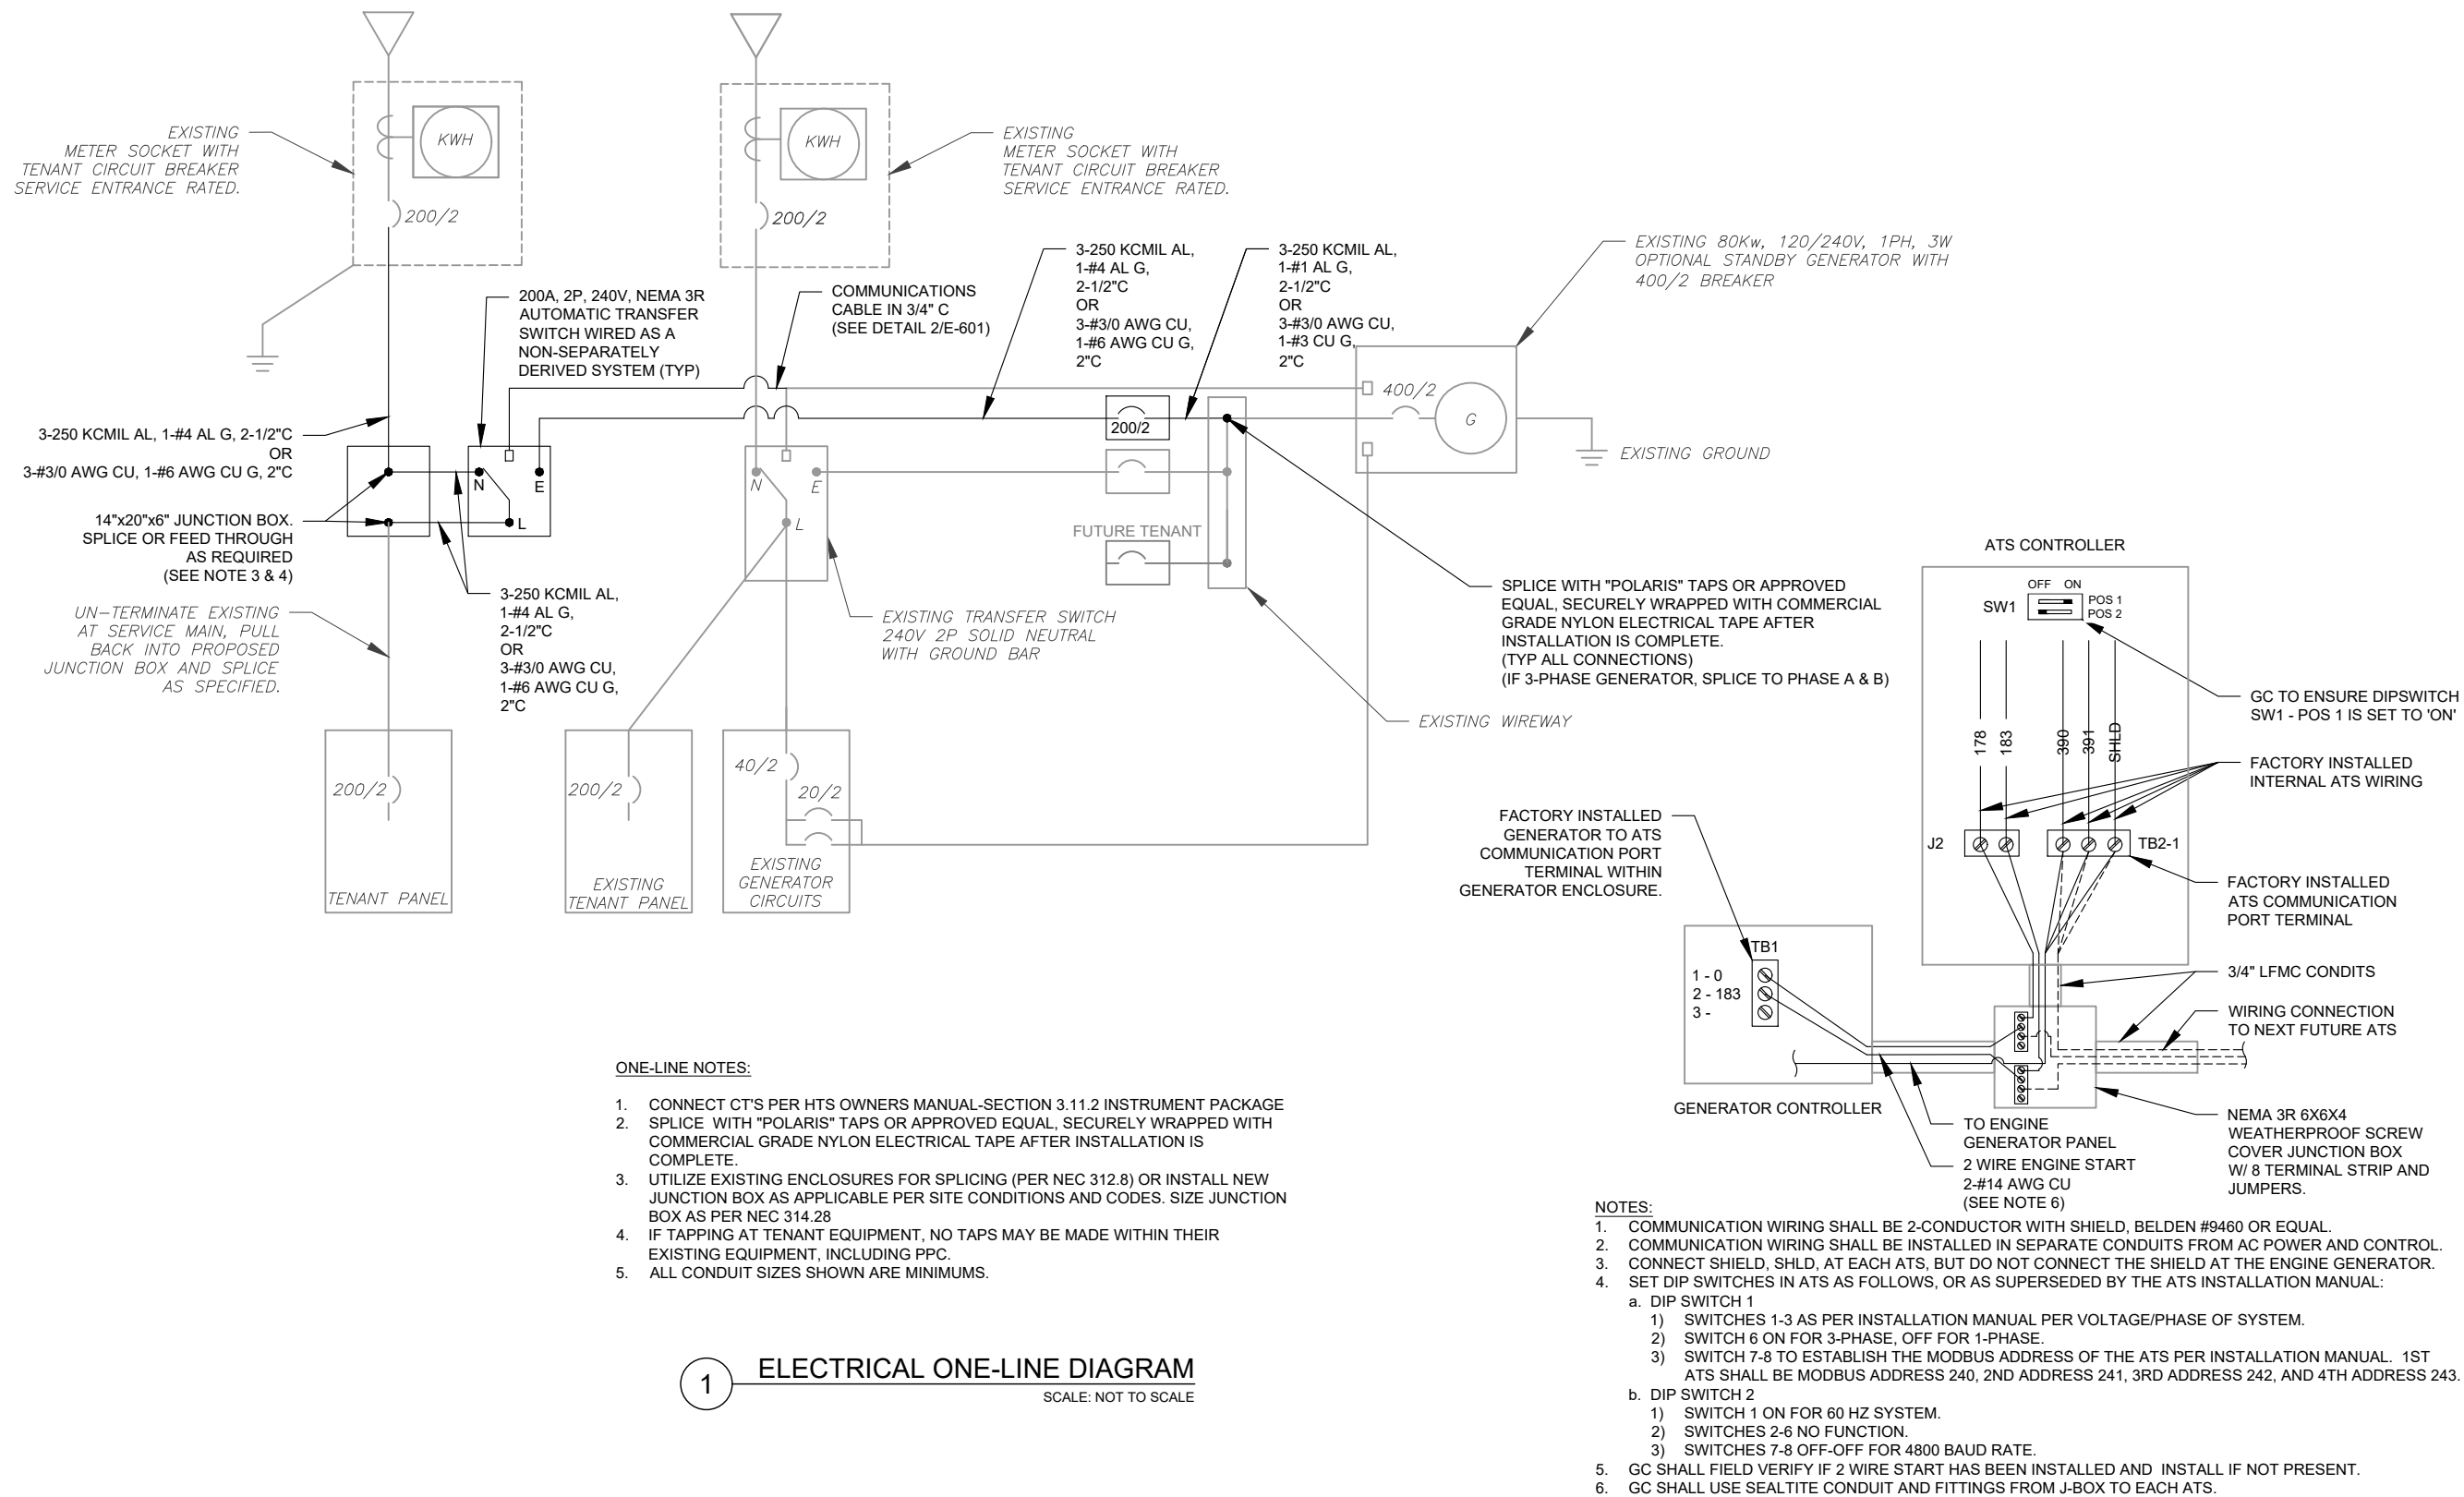 EXISTING
METER SOCKET WITH
TENANT CIRCUIT BREAKER
SERVICE ENTRANCE RATED.
KWH
200/2
KWH
200/2
EXISTING
METER SOCKET WITH
TENANT CIRCUIT BREAKER
SERVICE ENTRANCE RATED.
200A, 2P, 240V, NEMA 3R
AUTOMATIC TRANSFER
SWITCH WIRED AS A
NON-SEPARATELY
DERIVED SYSTEM (TYP)
COMMUNICATIONS
CABLE IN 3/4" C
(SEE DETAIL 2/E-601)
3-250 KCMIL AL,
1-#4 AL G,
2-1/2"C
OR
3-#3/0 AWG CU,
1-#6 AWG CU G,
2"C
3-250 KCMIL AL,
1-#1 AL G,
2-1/2"C
OR
3-#3/0 AWG CU,
1-#3 CU G,
2"C
EXISTING 80Kw, 120/240V, 1PH, 3W
OPTIONAL STANDBY GENERATOR WITH
400/2 BREAKER
400/2
G
EXISTING GROUND
200/2
3-250 KCMIL AL, 1-#4 AL G, 2-1/2"C
OR
3-#3/0 AWG CU, 1-#6 AWG CU G, 2"C
N
E
L
N
E
L
14"x20"x6" JUNCTION BOX.
SPLICE OR FEED THROUGH
AS REQUIRED
(SEE NOTE 3 & 4)
FUTURE TENANT
UN-TERMINATE EXISTING
AT SERVICE MAIN, PULL
BACK INTO PROPOSED
JUNCTION BOX AND SPLICE
AS SPECIFIED.
3-250 KCMIL AL,
1-#4 AL G,
2-1/2"C
OR
3-#3/0 AWG CU,
1-#6 AWG CU G,
2"C
EXISTING TRANSFER SWITCH
240V 2P SOLID NEUTRAL
WITH GROUND BAR
SPLICE WITH "POLARIS" TAPS OR APPROVED
EQUAL, SECURELY WRAPPED WITH COMMERCIAL
GRADE NYLON ELECTRICAL TAPE AFTER
INSTALLATION IS COMPLETE.
(TYP ALL CONNECTIONS)
(IF 3-PHASE GENERATOR, SPLICE TO PHASE A & B)
EXISTING WIREWAY
200/2
TENANT PANEL
200/2
EXISTING
TENANT PANEL
40/2
20/2
EXISTING
GENERATOR
CIRCUITS
ATS CONTROLLER
OFF ON
SW1
POS 1
POS 2
178
183
390
391
SHLD
GC TO ENSURE DIPSWITCH
SW1 - POS 1 IS SET TO 'ON'
FACTORY INSTALLED
INTERNAL ATS WIRING
J2
TB2-1
FACTORY INSTALLED
ATS COMMUNICATION
PORT TERMINAL
FACTORY INSTALLED
GENERATOR TO ATS
COMMUNICATION PORT
TERMINAL WITHIN
GENERATOR ENCLOSURE.
TB1
1 - 0
2 - 183
3 -
GENERATOR CONTROLLER
3/4" LFMC CONDITS
WIRING CONNECTION
TO NEXT FUTURE ATS
TO ENGINE
GENERATOR PANEL
2 WIRE ENGINE START
2-#14 AWG CU
(SEE NOTE 6)
NEMA 3R 6X6X4
WEATHERPROOF SCREW
COVER JUNCTION BOX
W/ 8 TERMINAL STRIP AND
JUMPERS.
ONE-LINE NOTES:
1. CONNECT CT'S PER HTS OWNERS MANUAL-SECTION 3.11.2 INSTRUMENT PACKAGE
2. SPLICE WITH "POLARIS" TAPS OR APPROVED EQUAL, SECURELY WRAPPED WITH
COMMERCIAL GRADE NYLON ELECTRICAL TAPE AFTER INSTALLATION IS
COMPLETE.
3. UTILIZE EXISTING ENCLOSURES FOR SPLICING (PER NEC 312.8) OR INSTALL NEW
JUNCTION BOX AS APPLICABLE PER SITE CONDITIONS AND CODES. SIZE JUNCTION
BOX AS PER NEC 314.28
4. IF TAPPING AT TENANT EQUIPMENT, NO TAPS MAY BE MADE WITHIN THEIR
EXISTING EQUIPMENT, INCLUDING PPC.
5. ALL CONDUIT SIZES SHOWN ARE MINIMUMS.
1
ELECTRICAL ONE-LINE DIAGRAM
SCALE: NOT TO SCALE
NOTES:
1. COMMUNICATION WIRING SHALL BE 2-CONDUCTOR WITH SHIELD, BELDEN #9460 OR EQUAL.
2. COMMUNICATION WIRING SHALL BE INSTALLED IN SEPARATE CONDUITS FROM AC POWER AND CONTROL.
3. CONNECT SHIELD, SHLD, AT EACH ATS, BUT DO NOT CONNECT THE SHIELD AT THE ENGINE GENERATOR.
4. SET DIP SWITCHES IN ATS AS FOLLOWS, OR AS SUPERSEDED BY THE ATS INSTALLATION MANUAL:
a. DIP SWITCH 1
1) SWITCHES 1-3 AS PER INSTALLATION MANUAL PER VOLTAGE/PHASE OF SYSTEM.
2) SWITCH 6 ON FOR 3-PHASE, OFF FOR 1-PHASE.
3) SWITCH 7-8 TO ESTABLISH THE MODBUS ADDRESS OF THE ATS PER INSTALLATION MANUAL. 1ST
ATS SHALL BE MODBUS ADDRESS 240, 2ND ADDRESS 241, 3RD ADDRESS 242, AND 4TH ADDRESS 243.
b. DIP SWITCH 2
1) SWITCH 1 ON FOR 60 HZ SYSTEM.
2) SWITCHES 2-6 NO FUNCTION.
3) SWITCHES 7-8 OFF-OFF FOR 4800 BAUD RATE.
5. GC SHALL FIELD VERIFY IF 2 WIRE START HAS BEEN INSTALLED AND INSTALL IF NOT PRESENT.
6. GC SHALL USE SEALTITE CONDUIT AND FITTINGS FROM J-BOX TO EACH ATS.